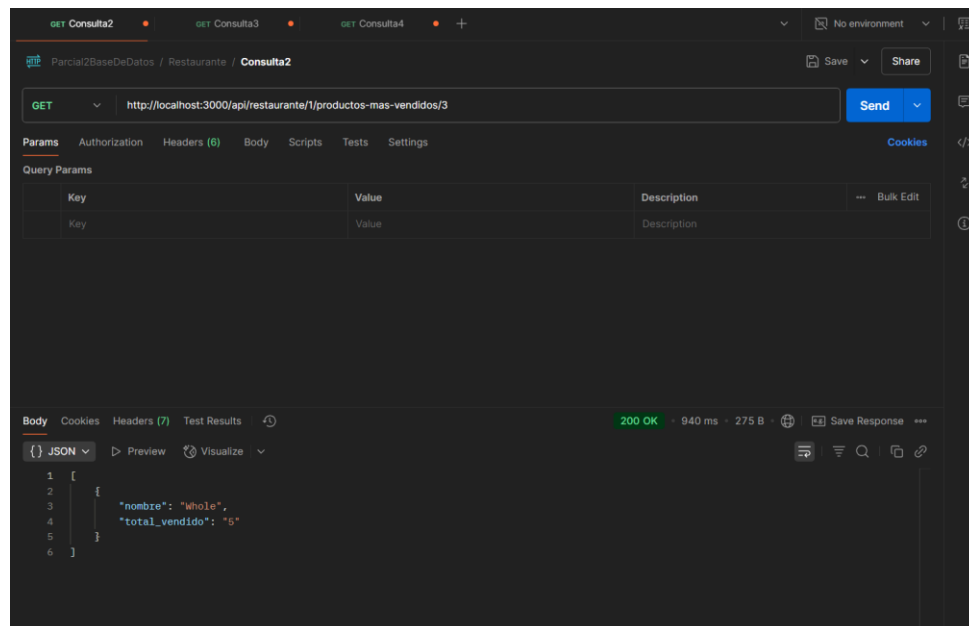 GET Consulta2 GET Consulta3 GET Consulta4 + No environment
HTTP Parcial2BaseDeDatos / Restaurante / Consulta2 Save Share
GET http://localhost:3000/api/restaurante/1/productos-mas-vendidos/3 Send
Params Authorization Headers (6) Body Scripts Tests Settings Cookies
Query Params
Key Value Description ••• Bulk Edit
Key Value Description
Body Cookies Headers (7) Test Results 200 OK • 940 ms • 275 B • Save Response •••
{} JSON Preview Visualize
1 [
2 {
3 "nombre": "Whole",
4 "total_vendido": "5"
5 }
6 ]